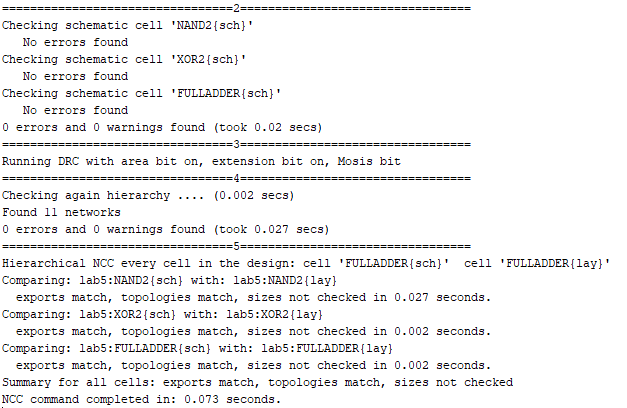 =================================2=================================
Checking schematic cell 'NAND2{sch}'
   No errors found
Checking schematic cell 'XOR2{sch}'
   No errors found
Checking schematic cell 'FULLADDER{sch}'
   No errors found
0 errors and 0 warnings found (took 0.02 secs)
=================================3=================================
Running DRC with area bit on, extension bit on, Mosis bit
=================================4=================================
Checking again hierarchy .... (0.002 secs)
Found 11 networks
0 errors and 0 warnings found (took 0.027 secs)
=================================5=================================
Hierarchical NCC every cell in the design: cell 'FULLADDER{sch}'  cell 'FULLADDER{lay}'
Comparing: lab5:NAND2{sch} with: lab5:NAND2{lay}
  exports match, topologies match, sizes not checked in 0.027 seconds.
Comparing: lab5:XOR2{sch} with: lab5:XOR2{lay}
  exports match, topologies match, sizes not checked in 0.002 seconds.
Comparing: lab5:FULLADDER{sch} with: lab5:FULLADDER{lay}
  exports match, topologies match, sizes not checked in 0.002 seconds.
Summary for all cells: exports match, topologies match, sizes not checked
NCC command completed in: 0.073 seconds.